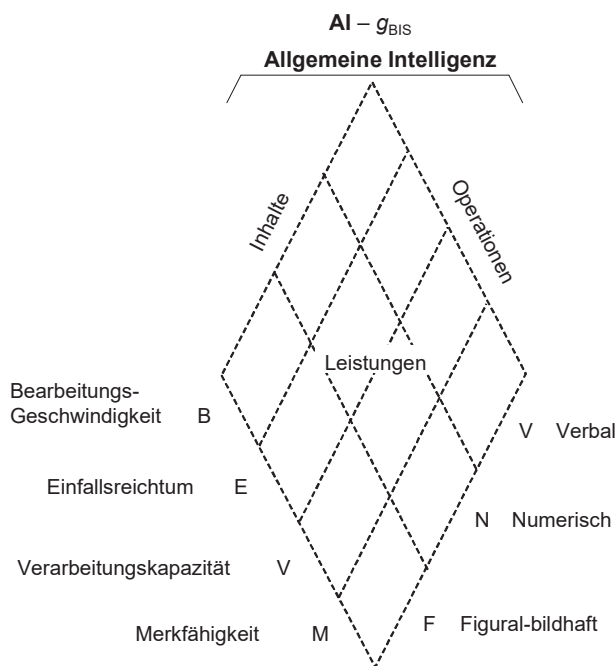 AI – gBIS
Allgemeine Intelligenz
Inhalte
Operationen
Leistungen
Bearbeitungs-
Geschwindigkeit B
V Verbal
Einfallsreichtum E
N Numerisch
Verarbeitungskapazität V
F Figural-bildhaft
Merkfähigkeit M